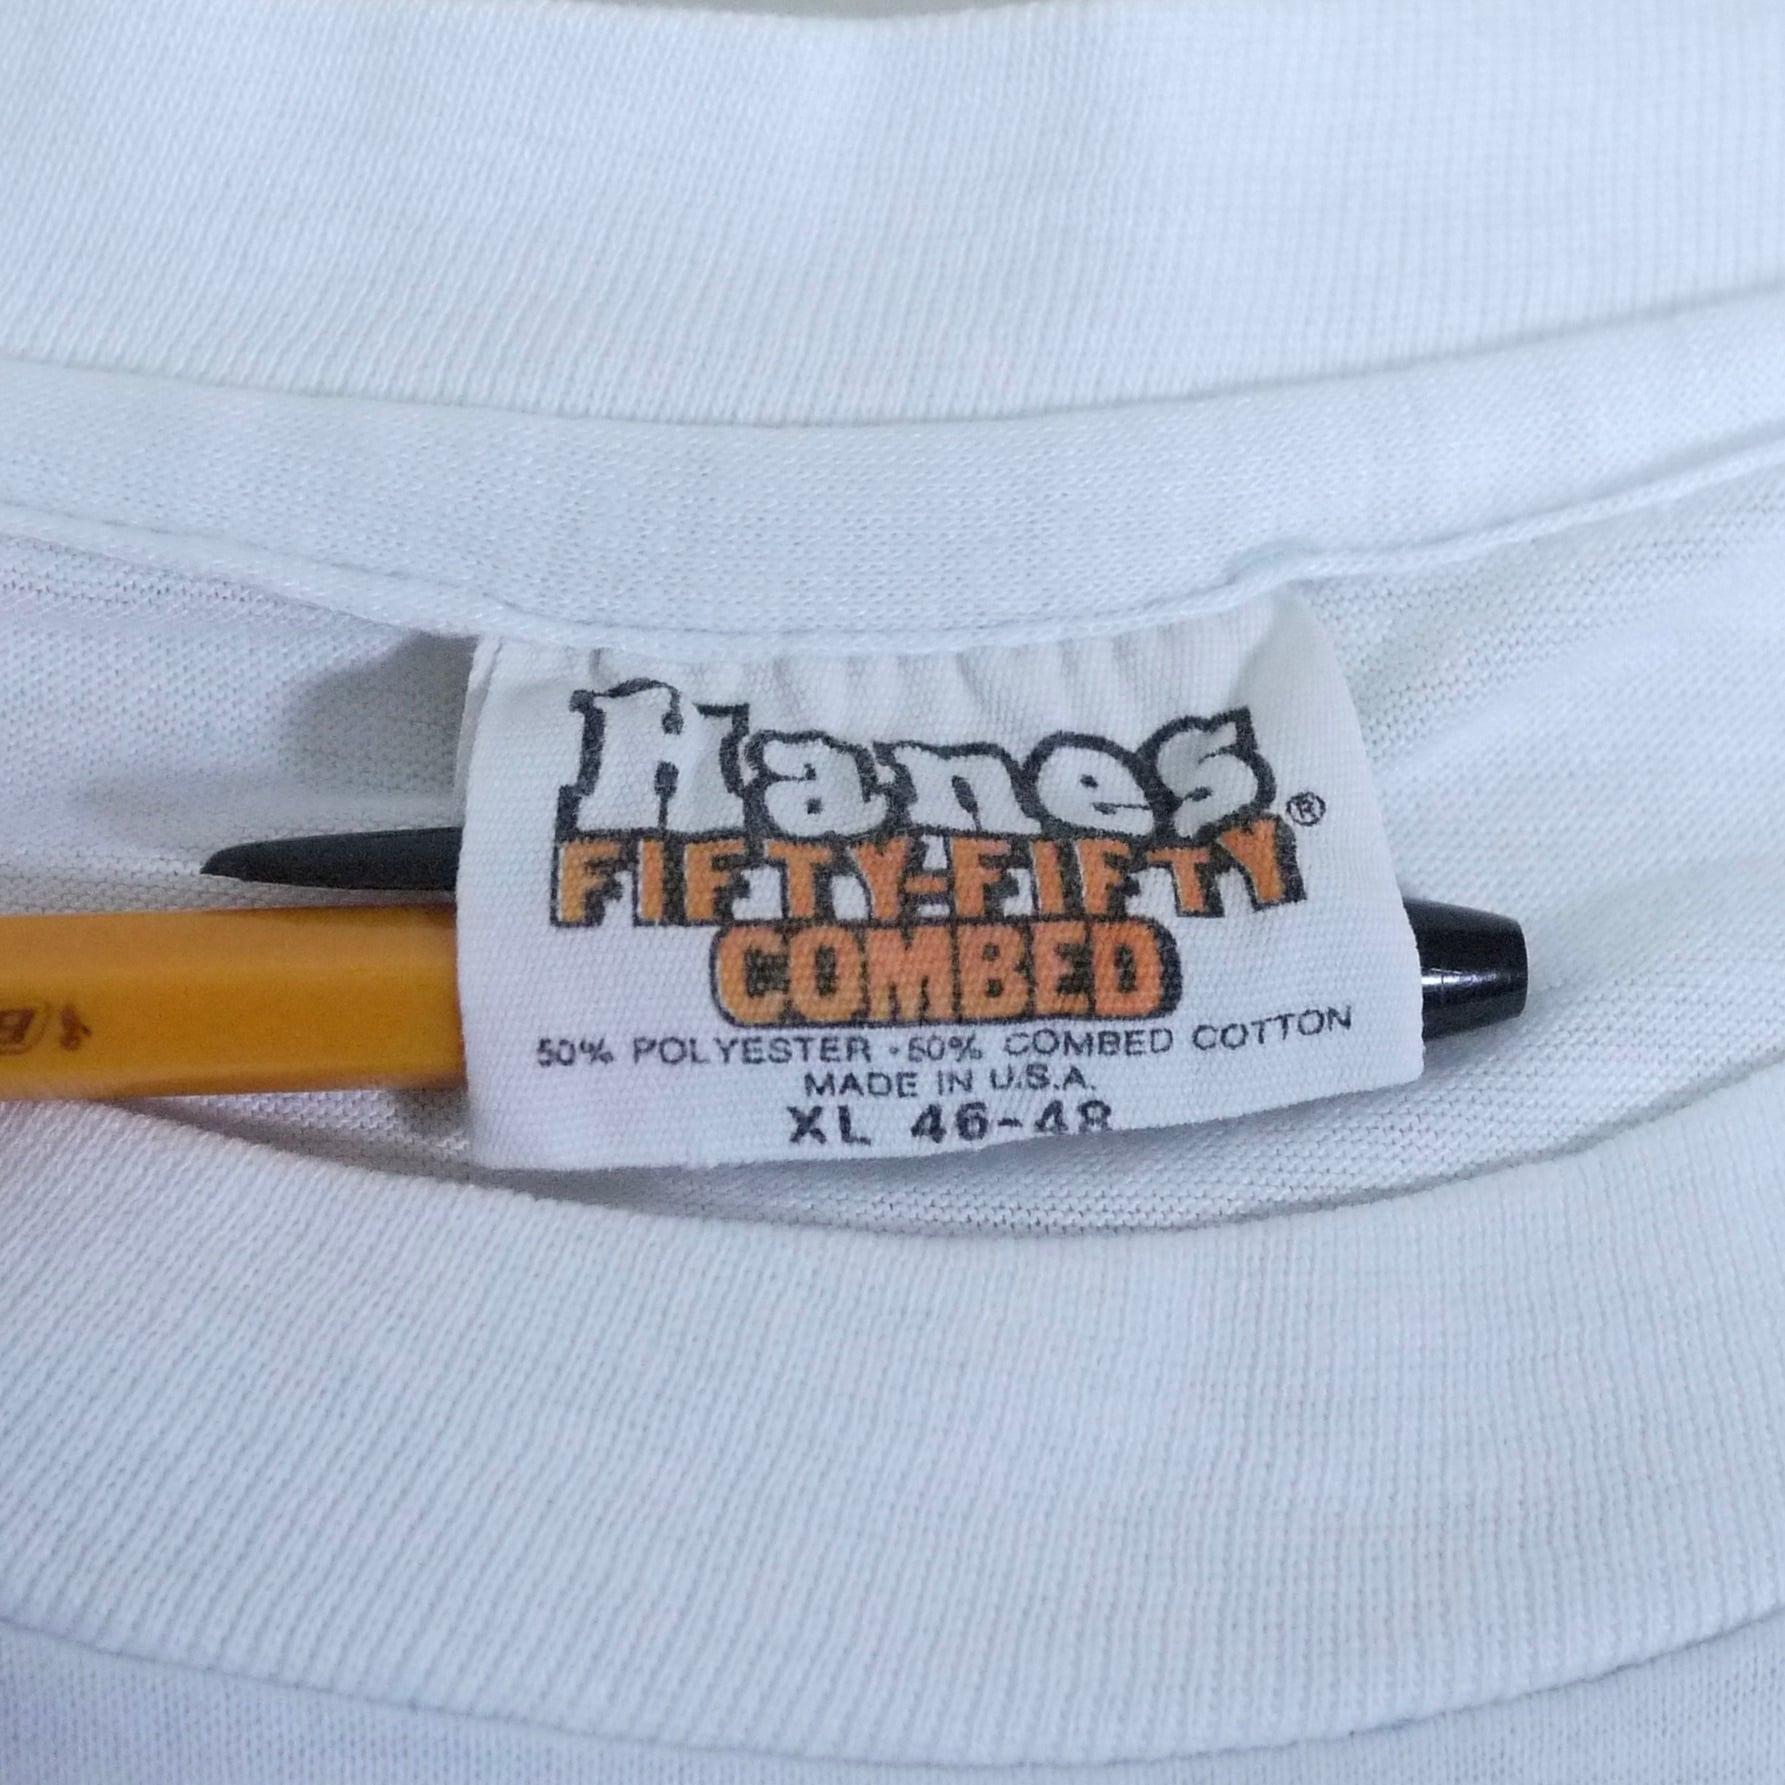 Hanes®
FIFTY-FIFTY
COMBED
50% POLYESTER • 50% COMBED COTTON
MADE IN U.S.A.
XL 46-48